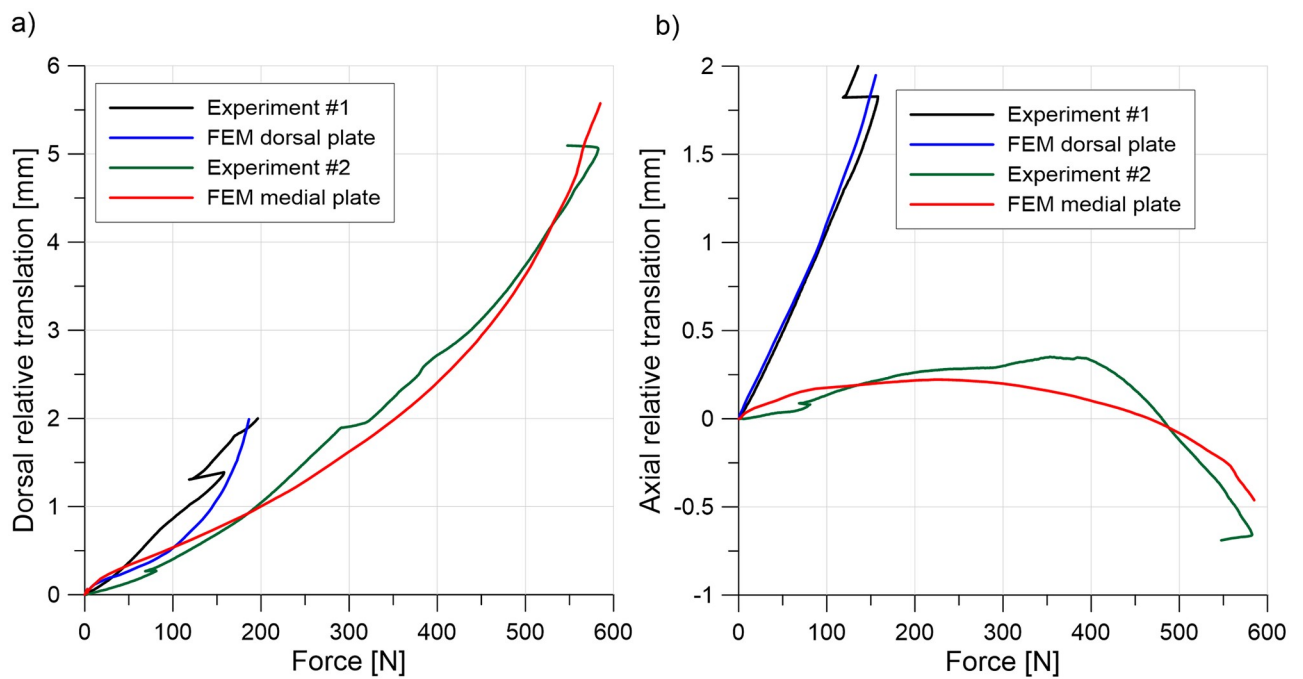 a)
Dorsal relative translation [mm]
6
5
4
3
2
1
0
Experiment #1
FEM dorsal plate
Experiment #2
FEM medial plate
0 100 200 300 400 500 600
Force [N]
b)
Axial relative translation [mm]
2
1.5
1
0.5
0
-0.5
-1
Experiment #1
FEM dorsal plate
Experiment #2
FEM medial plate
0 100 200 300 400 500 600
Force [N]